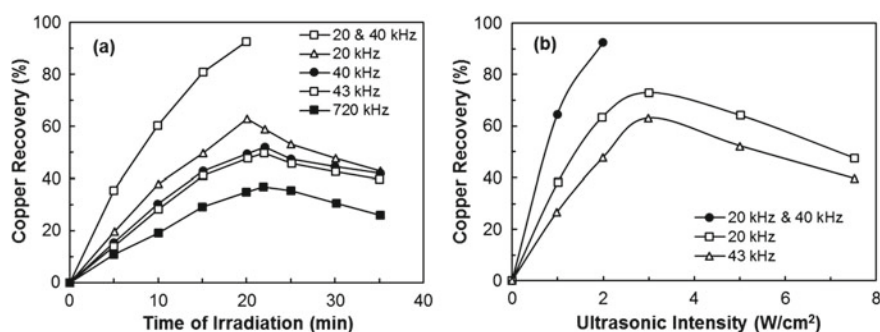 (a)
Copper Recovery (%)
100
80
60
40
20
0
0 10 20 30 40
Time of Irradiation (min)
20 & 40 kHz
20 kHz
40 kHz
43 kHz
720 kHz
(b)
Copper Recovery (%)
100
80
60
40
20
0
0 2 4 6 8
Ultrasonic Intensity (W/cm²)
20 kHz & 40 kHz
20 kHz
43 kHz